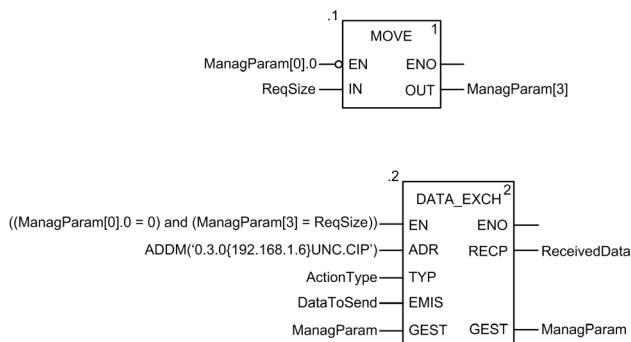 .1
MOVE 1
ManagParam[0].0 EN ENO
ReqSize IN OUT ManagParam[3]
.2
DATA_EXCH 2
((ManagParam[0].0 = 0) and (ManagParam[3] = ReqSize)) EN ENO
ADDM(‘0.3.0{192.168.1.6}UNC.CIP’) ADR RECP ReceivedData
ActionType TYP
DataToSend EMIS
ManagParam GEST GEST ManagParam